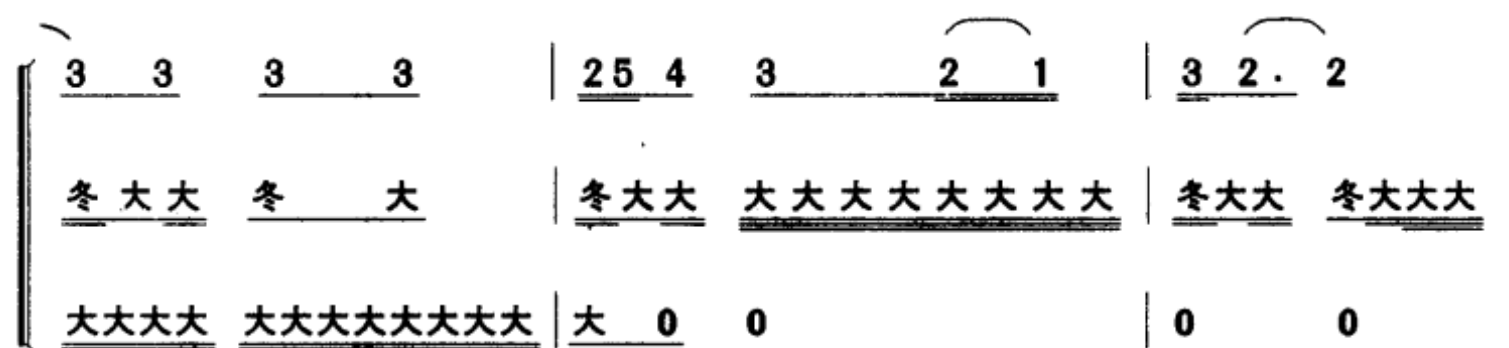 3 3 3 3 | 25 4 3 2 1 | 3 2· 2
冬 大 大 冬 大 | 冬大大 大大大大大大大大 | 冬大大 冬大大大
大大大大 大大大大大大大大 | 大 0 0 | 0 0